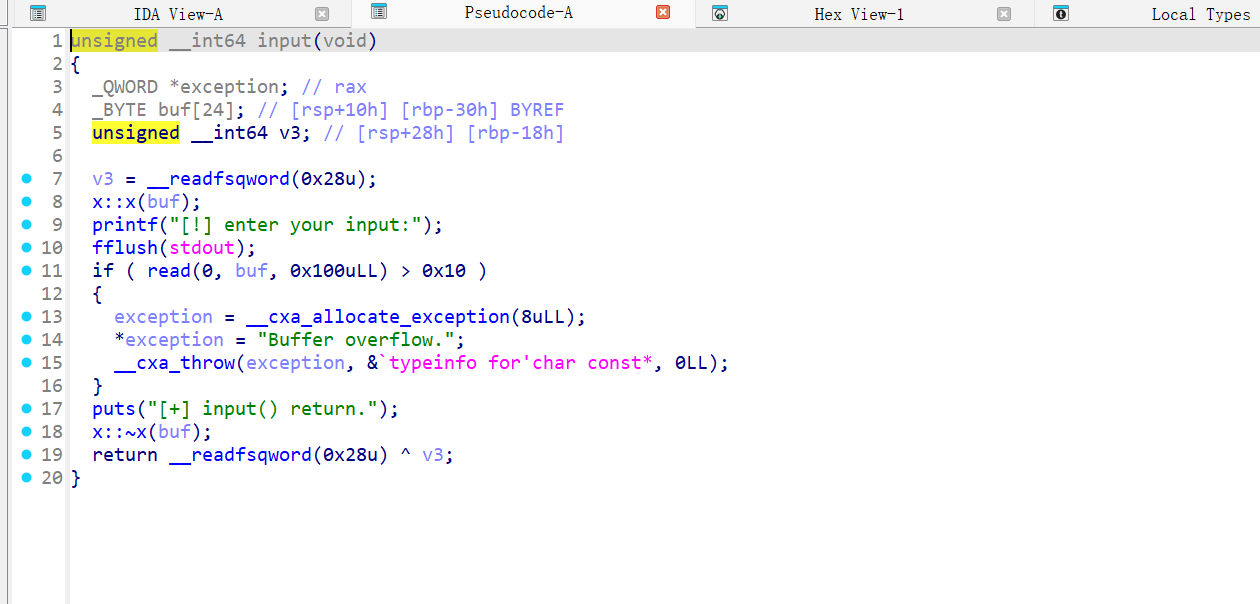 IDA View-A Pseudocode-A Hex View-1 Local Types
1 unsigned __int64 input(void)
2 {
3 _QWORD *exception; // rax
4 _BYTE buf[24]; // [rsp+10h] [rbp-30h] BYREF
5 unsigned __int64 v3; // [rsp+28h] [rbp-18h]
6
7 v3 = __readfsqword(0x28u);
8 x::x(buf);
9 printf("[!] enter your input:");
10 fflush(stdout);
11 if ( read(0, buf, 0x100uLL) > 0x10 )
12 {
13 exception = __cxa_allocate_exception(8uLL);
14 *exception = "Buffer overflow.";
15 __cxa_throw(exception, &`typeinfo for'char const*, 0LL);
16 }
17 puts("[+] input() return.");
18 x::~x(buf);
19 return __readfsqword(0x28u) ^ v3;
20 }